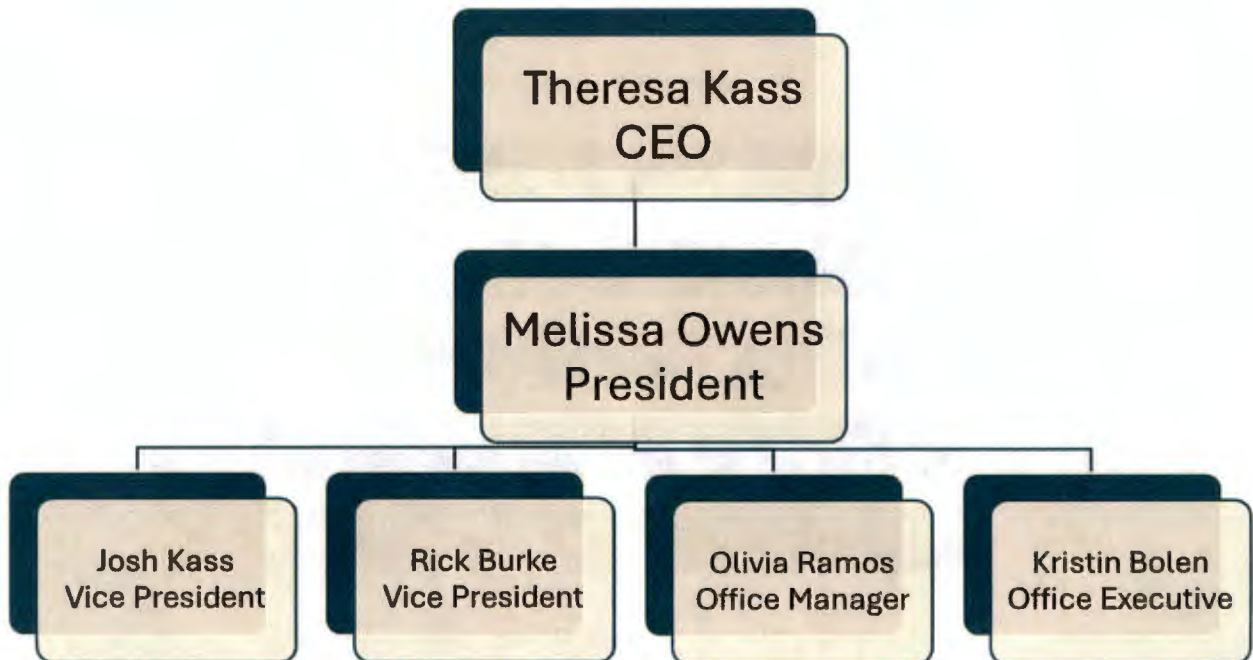 Theresa Kass
CEO
Melissa Owens
President
Josh Kass
Vice President
Rick Burke
Vice President
Olivia Ramos
Office Manager
Kristin Bolen
Office Executive